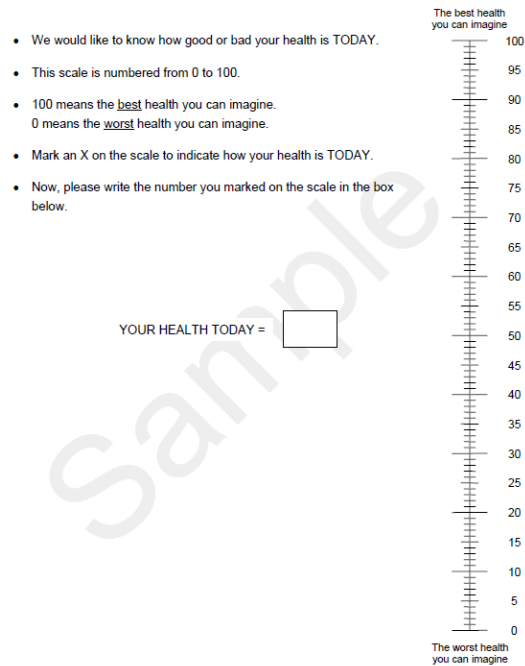 The best health
you can imagine
• We would like to know how good or bad your health is TODAY.
• This scale is numbered from 0 to 100.
• 100 means the best health you can imagine.
0 means the worst health you can imagine.
• Mark an X on the scale to indicate how your health is TODAY.
• Now, please write the number you marked on the scale in the box
below.
YOUR HEALTH TODAY =
100
95
90
85
80
75
70
65
60
55
50
45
40
35
30
25
20
15
10
5
0
The worst health
you can imagine
Sample